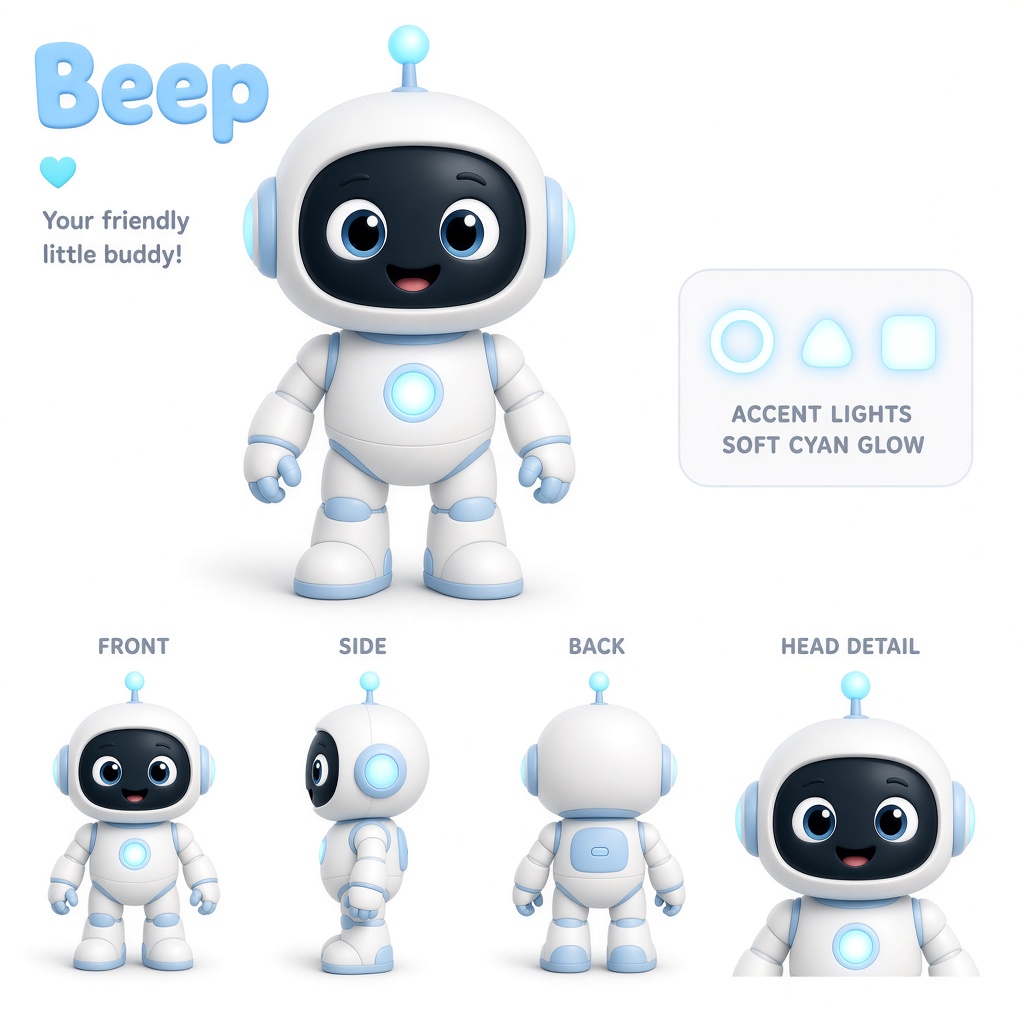 Beep
Your friendly
little buddy!
ACCENT LIGHTS
SOFT CYAN GLOW
FRONT
SIDE
BACK
HEAD DETAIL